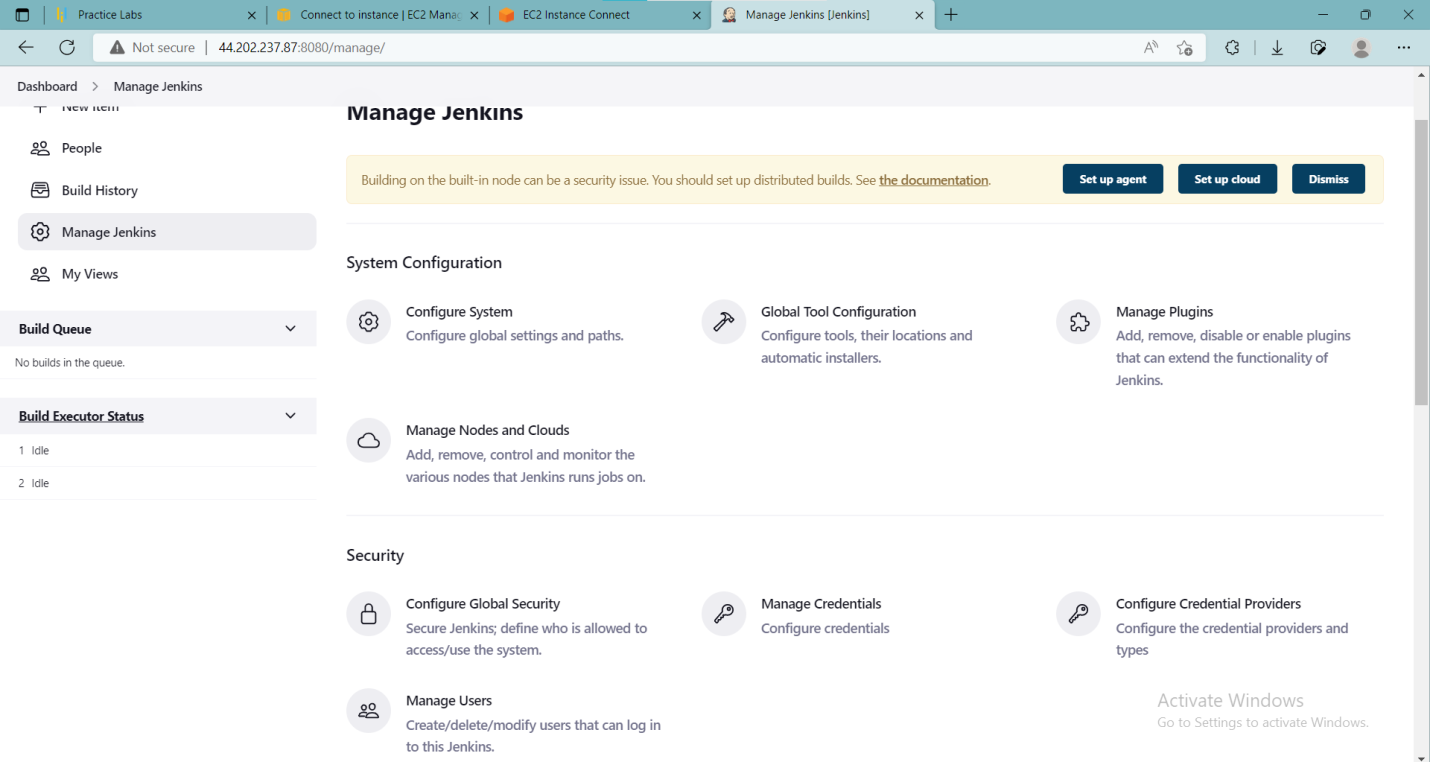 Practice Labs
Connect to instance | EC2 Manag
EC2 Instance Connect
Manage Jenkins [Jenkins]
Not secure
44.202.237.87:8080/manage/
Dashboard
Manage Jenkins
New Item
People
Build History
Manage Jenkins
My Views
Build Queue
No builds in the queue.
Build Executor Status
1 Idle
2 Idle
Manage Jenkins
Building on the built-in node can be a security issue. You should set up distributed builds. See the documentation.
Set up agent
Set up cloud
Dismiss
System Configuration
Configure System
Configure global settings and paths.
Global Tool Configuration
Configure tools, their locations and
automatic installers.
Manage Plugins
Add, remove, disable or enable plugins
that can extend the functionality of
Jenkins.
Manage Nodes and Clouds
Add, remove, control and monitor the
various nodes that Jenkins runs jobs on.
Security
Configure Global Security
Secure Jenkins; define who is allowed to
access/use the system.
Manage Credentials
Configure credentials
Configure Credential Providers
Configure the credential providers and
types
Manage Users
Create/delete/modify users that can log in
to this Jenkins.
Activate Windows
Go to Settings to activate Windows.